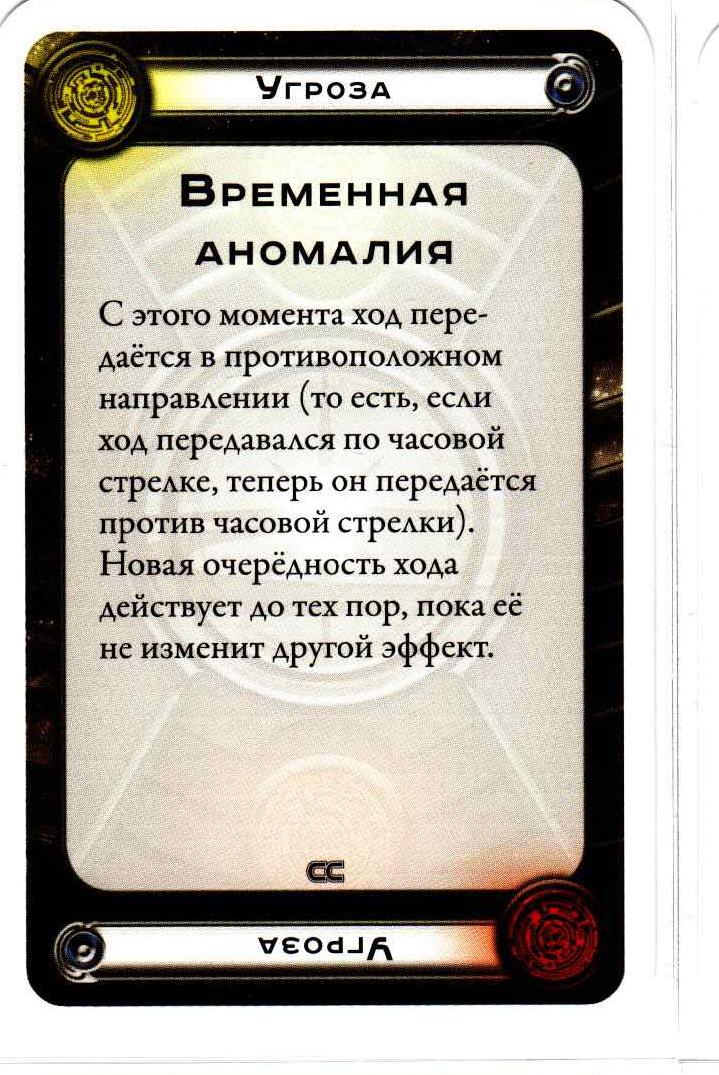 Угроза
Временная
аномалия
С этого момента ход пере-
даётся в противоположном
направлении (то есть, если
ход передавался по часовой
стрелке, теперь он передаётся
против часовой стрелки).
Новая очерёдность хода
действует до тех пор, пока её
не изменит другой эффект.
CC
Угроза